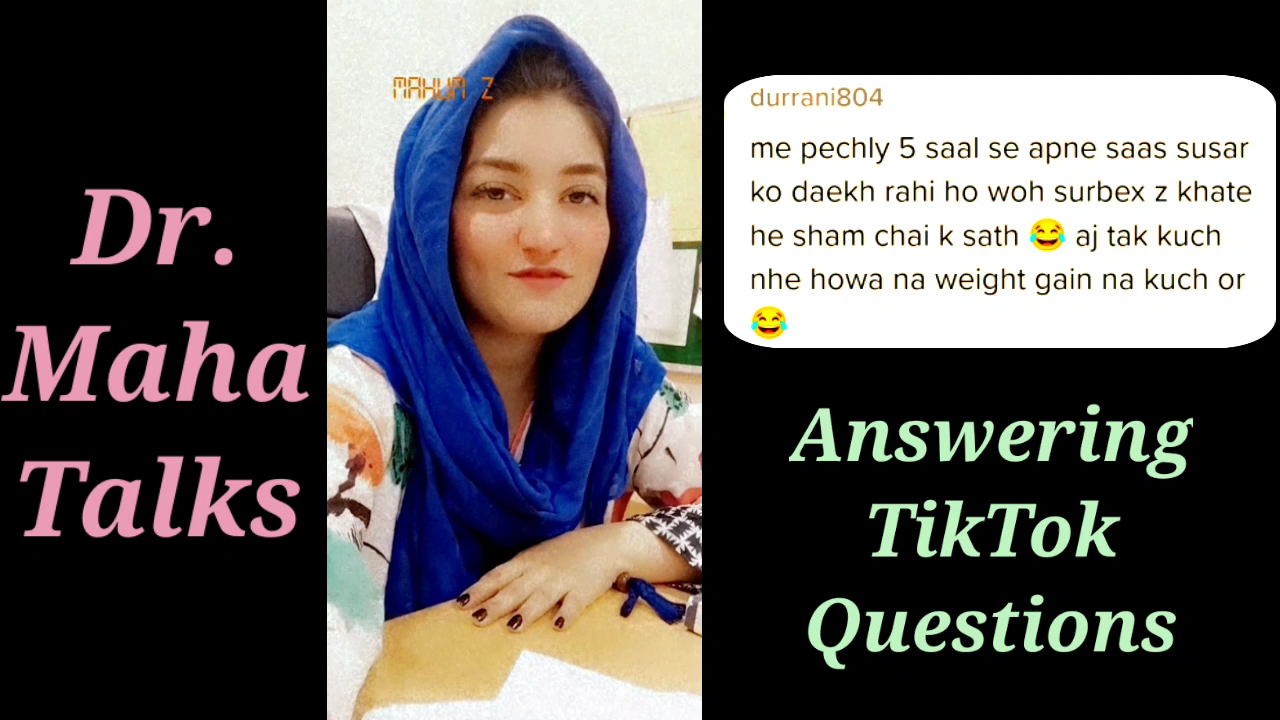 Dr.
Maha
Talks
MAHUM Z
durrani804
me pechly 5 saal se apne saas susar
ko daekh rahi ho woh surbex z khate
he sham chai k sath 😂 aj tak kuch
nhe howa na weight gain na kuch or
😂
Answering
TikTok
Questions